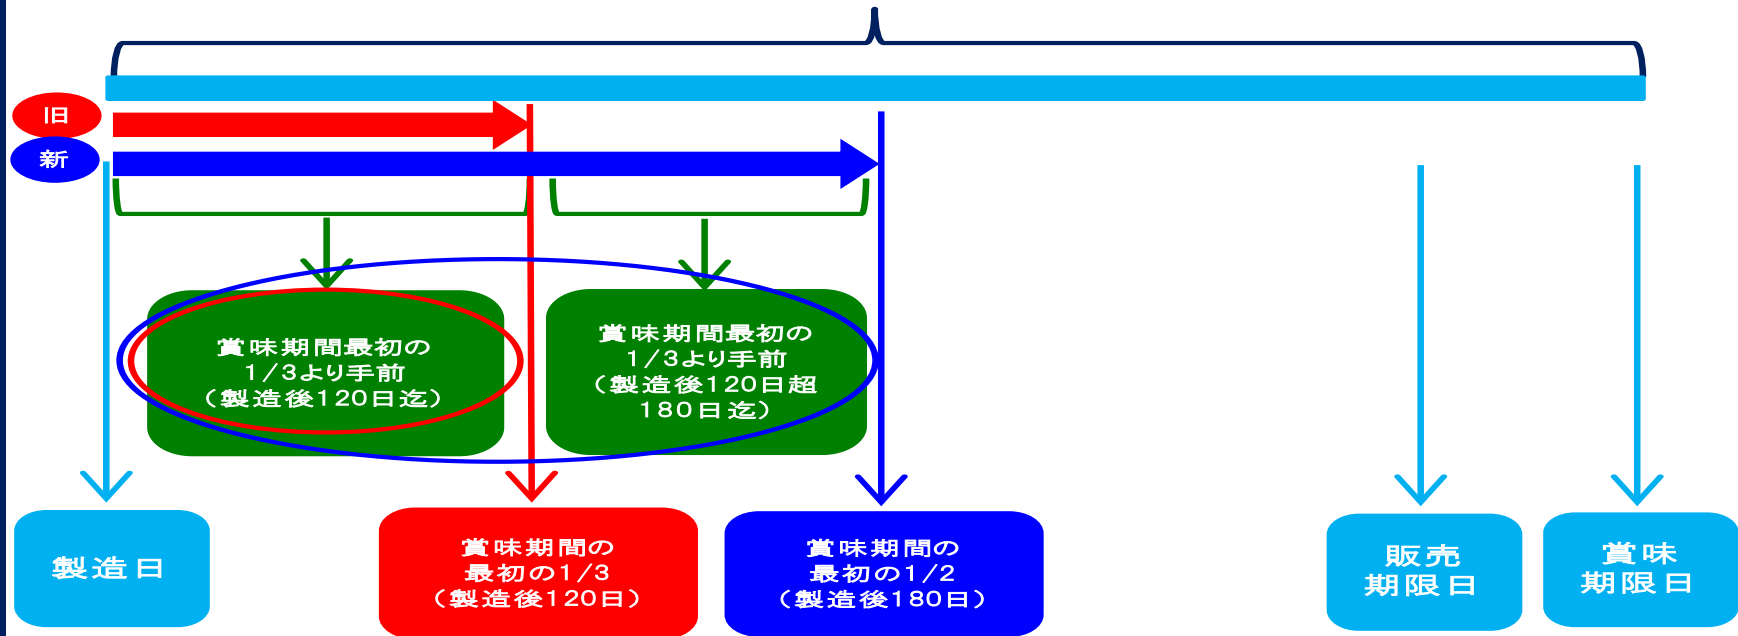 旧
新
賞味期間最初の
1/3より手前
（製造後120日迄）
賞味期間最初の
1/3より手前
（製造後120日超
180日迄）
製造日
賞味期間の
最初の1/3
（製造後120日）
賞味期間の
最初の1/2
（製造後180日）
販売
期限日
賞味
期限日